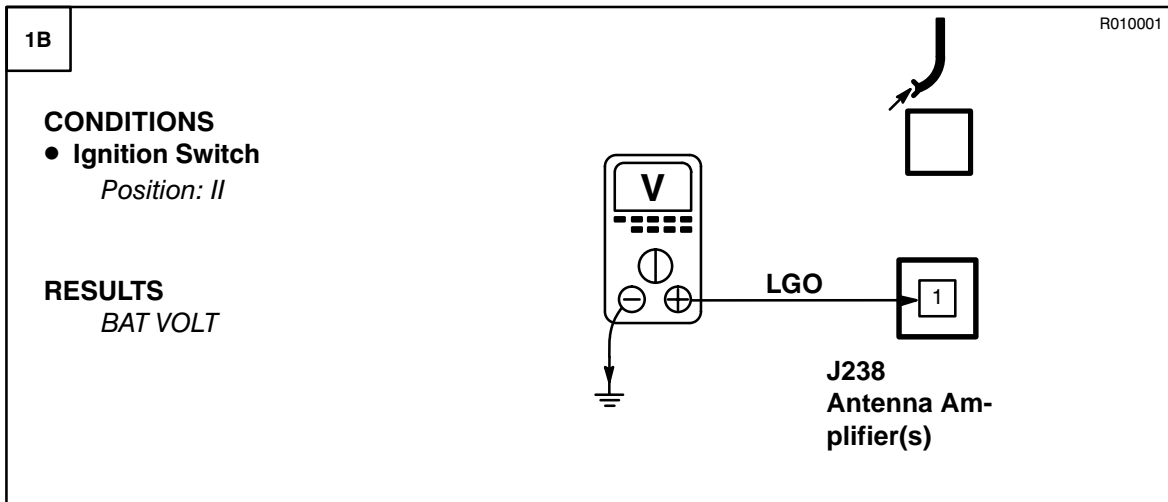 1B
R010001
CONDITIONS
● Ignition Switch
Position: II
RESULTS
BAT VOLT
V
LGO
1
J238
Antenna Am-
plifier(s)